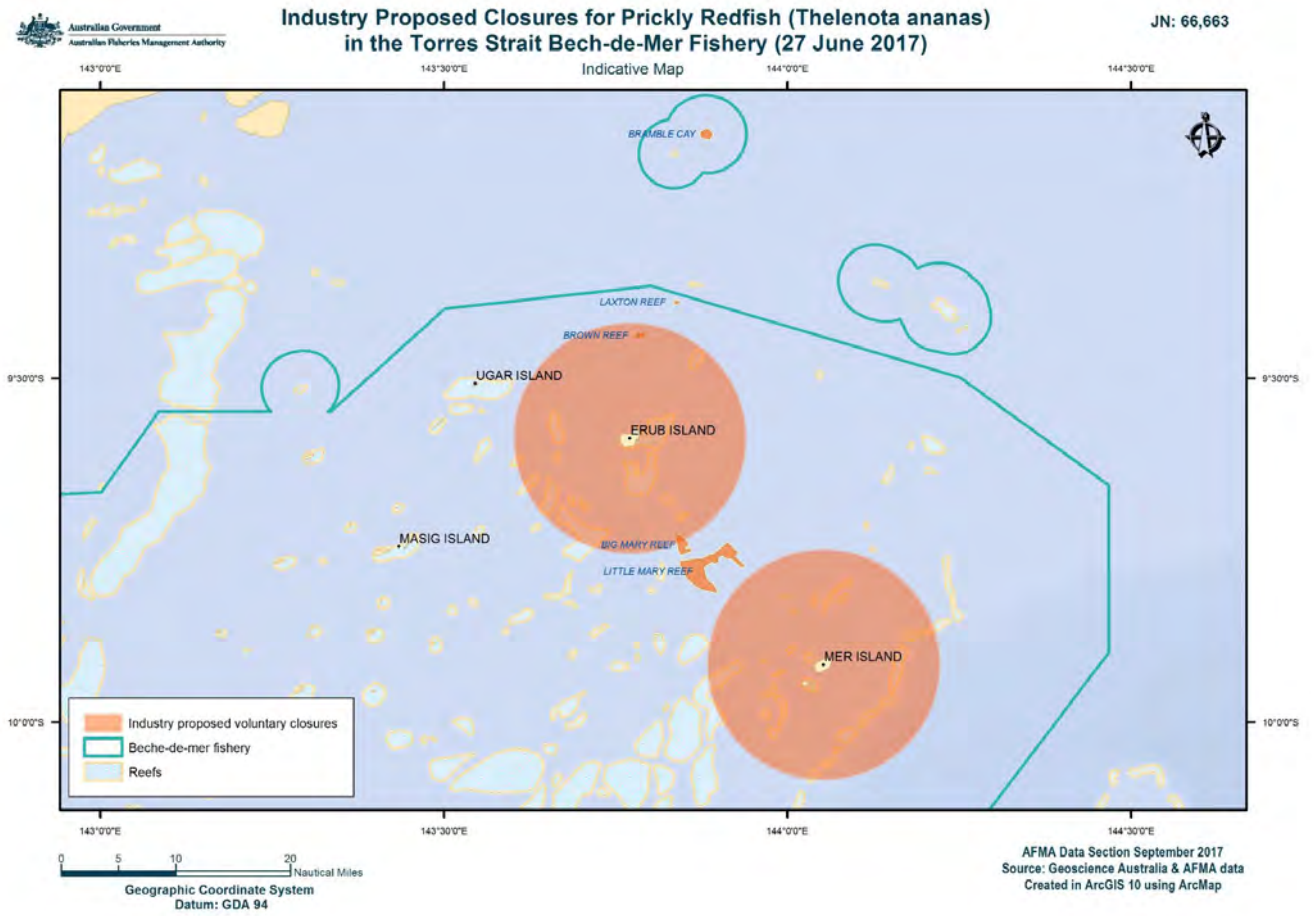 Australian Government
Australian Fisheries Management Authority
Industry Proposed Closures for Prickly Redfish (Thelenota ananas)
in the Torres Strait Bech-de-Mer Fishery (27 June 2017)
Indicative Map
JN: 66,663
143°0'0"E
143°30'0"E
144°0'0"E
144°30'0"E
BRAMBLE CAY
LAXTON REEF
BROWN REEF
9°30'0"S
9°30'0"S
UGAR ISLAND
ERUB ISLAND
MASIG ISLAND
BIG MARY REEF
LITTLE MARY REEF
MER ISLAND
10°0'0"S
10°0'0"S
Industry proposed voluntary closures
Beche-de-mer fishery
Reefs
143°0'0"E
143°30'0"E
144°0'0"E
144°30'0"E
0 5 10 20
Nautical Miles
Geographic Coordinate System
Datum: GDA 94
AFMA Data Section September 2017
Source: Geoscience Australia & AFMA data
Created in ArcGIS 10 using ArcMap